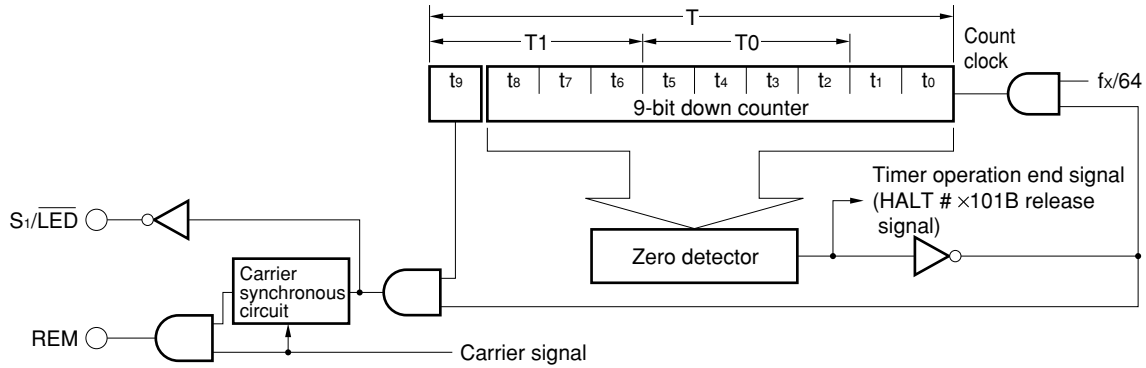 T
T1
T0
Count
clock
t9
t8
t7
t6
t5
t4
t3
t2
t1
t0
9-bit down counter
fx/64
Timer operation end signal
(HALT # ×101B release
signal)
S1/LED
Zero detector
Carrier
synchronous
circuit
REM
Carrier signal